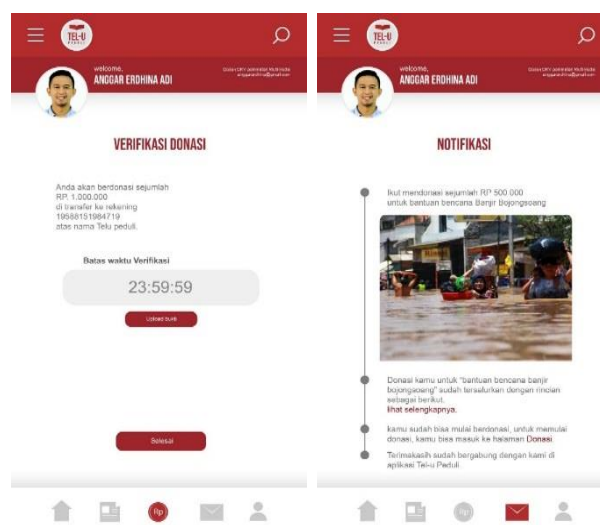 TEL-U
PEDULI
welcome,
ANGGAR ERDHINA ADI
VERIFIKASI DONASI
Anda akan berdonasi sejumlah
RP. 1.000.000
di transfer ke rekening
19588151984719
atas nama Telu peduli.
Batas waktu Verifikasi
23:59:59
Upload bukti
Selesai
Rp
TEL-U
PEDULI
welcome,
ANGGAR ERDHINA ADI
NOTIFIKASI
Ikut mendonasi sejumlah RP 500 000
untuk bantuan bencana Banjir Bojongsoang
Donasi kamu untuk "bantuan bencana banjir
bojongsoang" sudah tersalurkan dengan rincian
sebagai berikut.
lihat selengkapnya.
kamu sudah bisa mulai berdonasi, untuk memulai
donasi, kamu bisa masuk ke halaman Donasi.
Terimakasih sudah bergabung dengan kami di
aplikasi Tel-u Peduli.
Rp